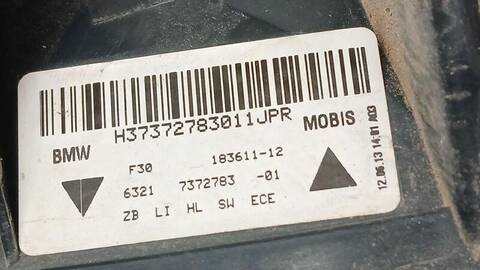 H37372783011JPR
BMW
MOBIS
F30 183611-12
6321 7372783 -01
ZB LI HL SW ECE
12.06.13 14:01 A03